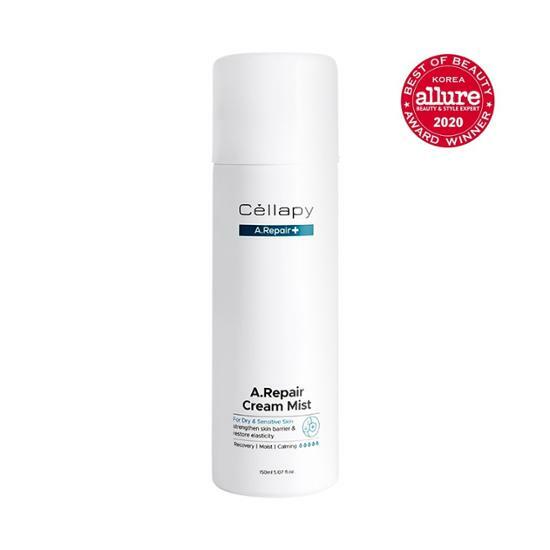 BEST OF BEAUTY
KOREA
allure
BEAUTY & STYLE EXPERT
2020
AWARD WINNER
Cèllapy
A.Repair+
A.Repair
Cream Mist
For Dry & Sensitive Skin
strengthen skin barrier &
restore elasticity
Recovery | Moist | Calming
150ml 5.07 fl.oz.